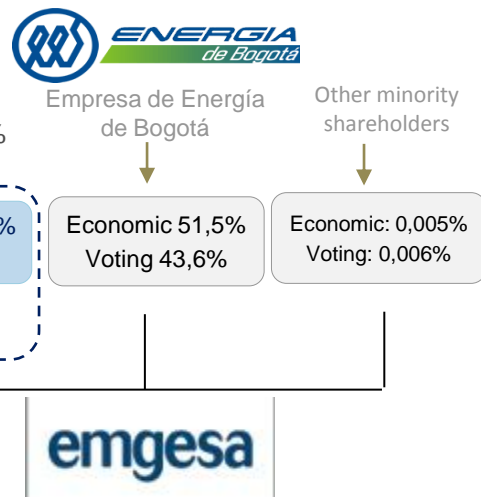 ENERGIA
de Bogotá
Empresa de Energía
de Bogotá
Other minority
shareholders
%
%
Economic 51,5%
Voting 43,6%
Economic: 0,005%
Voting: 0,006%
emgesa